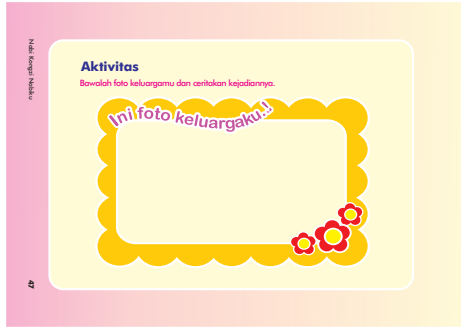 Nabi Kongzi Nabiku
Aktivitas
Bawalah foto keluargamu dan ceritakan kejadiannya.
Ini foto keluargaku.!!
47